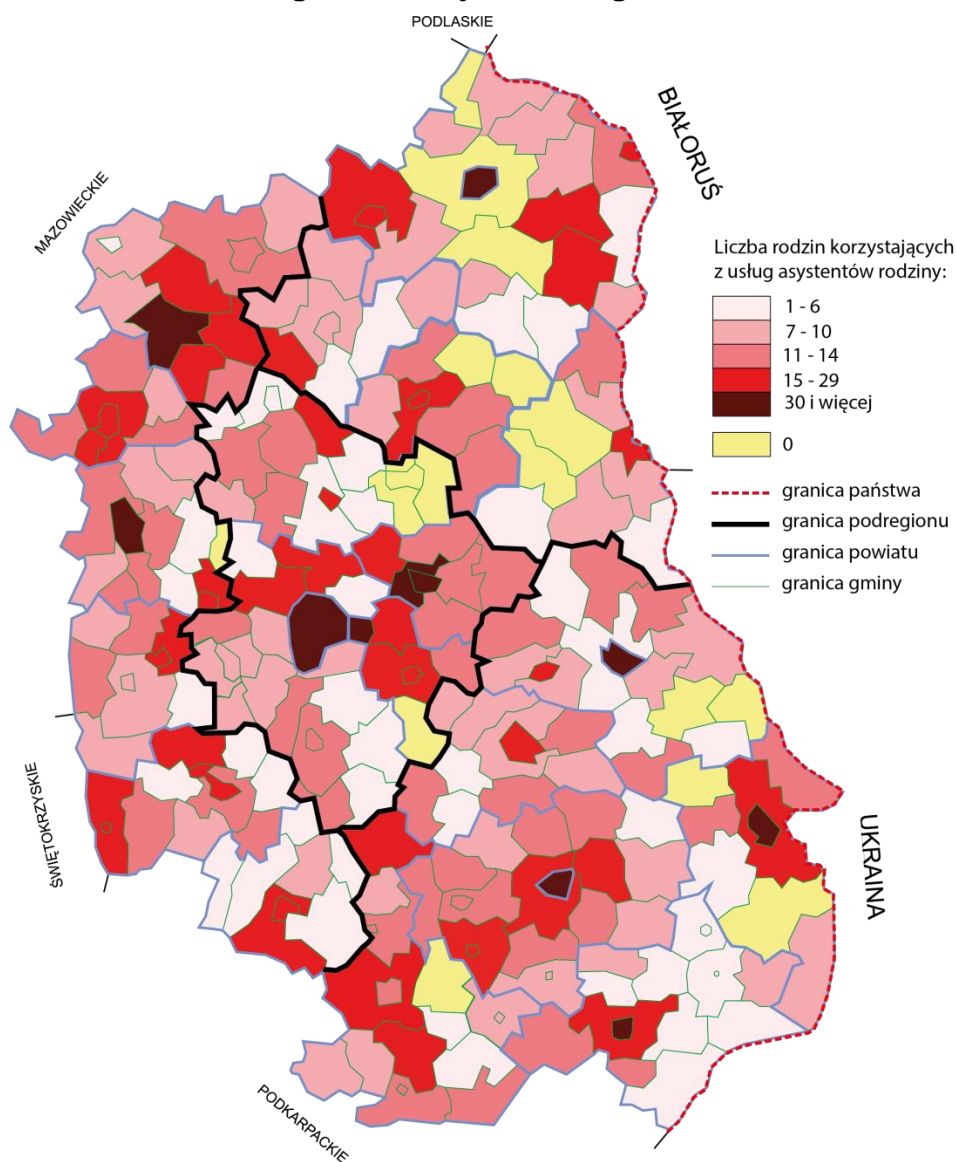 PODLASKIE
BIAŁORUŚ
MAZOWIECKIE
Liczba rodzin korzystających
z usług asystentów rodziny:
1 - 6
7 - 10
11 - 14
15 - 29
30 i więcej
0
granica państwa
granica podregionu
granica powiatu
granica gminy
ŚWIĘTOKRZYSKIE
UKRAINA
PODKARPACKIE